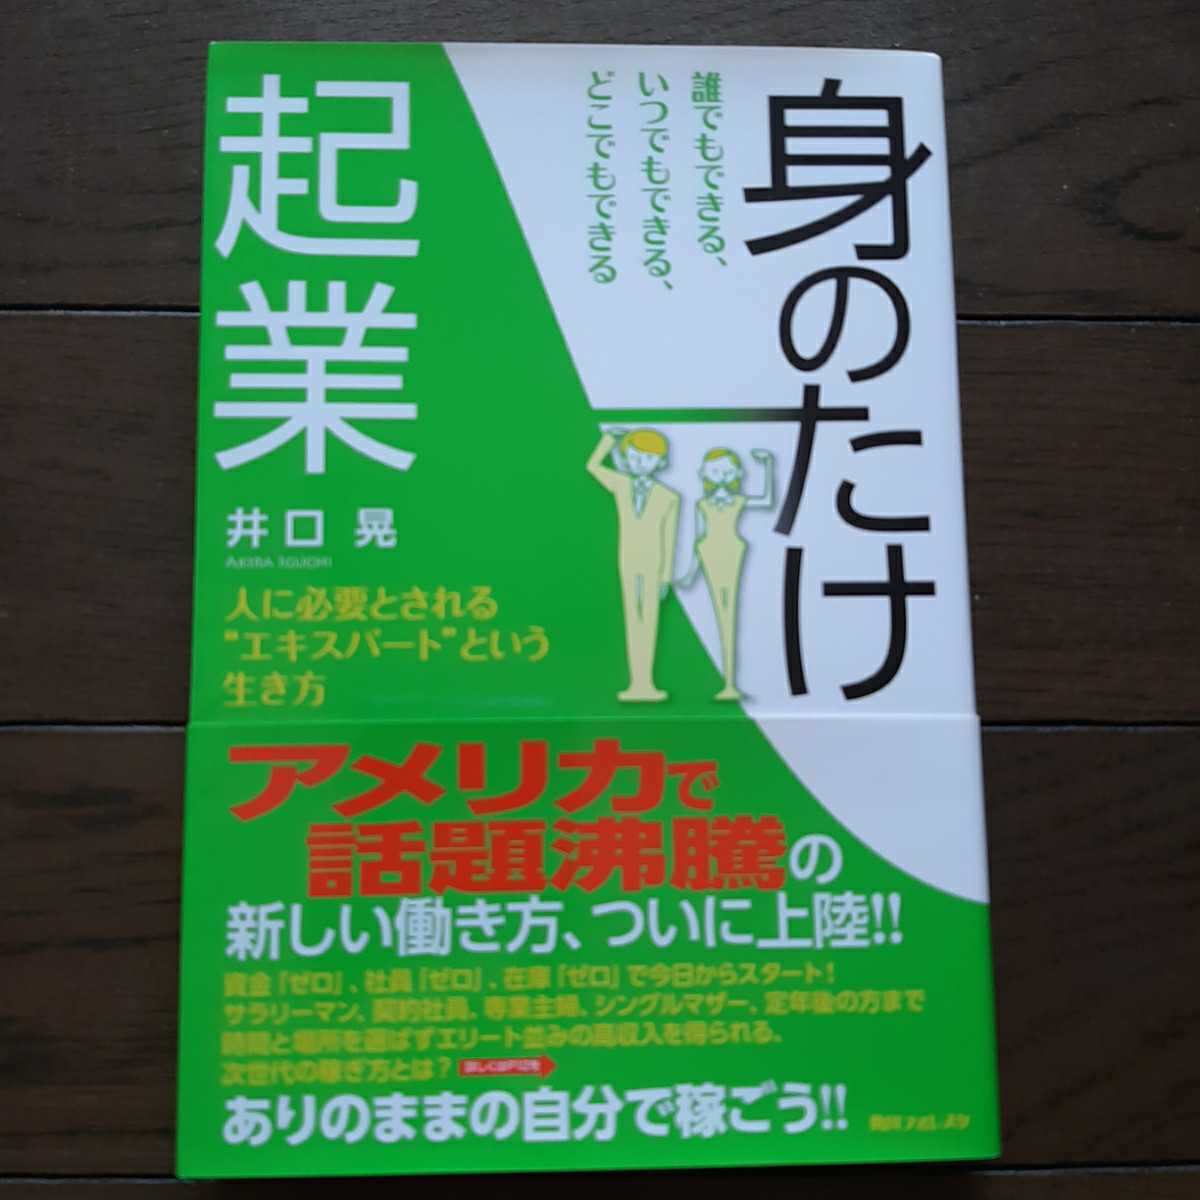 身のたけ
起業
誰でもできる、
いつでもできる、
どこでもできる
井口 晃
AKIRA IGUCHI
人に必要とされる
“エキスパート”という
生き方
アメリカで
話題沸騰の
新しい働き方、ついに上陸!!
資金「ゼロ」、社員「ゼロ」、在庫「ゼロ」で今日からスタート！
サラリーマン、契約社員、専業主婦、シングルマザー、定年後の方まで
時間と場所を選ばずエリート並みの高収入を得られる、
次世代の稼ぎ方とは？
ありのままの自分で稼ごう!!